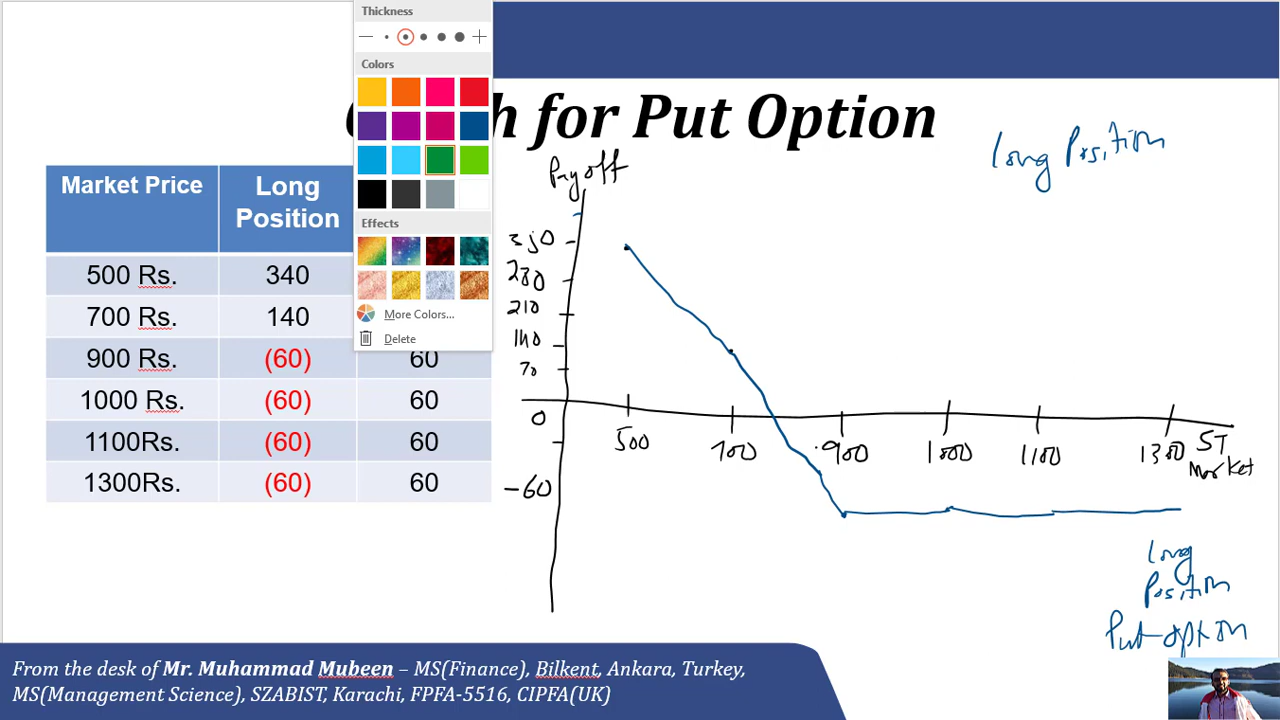 Thickness
Colors
Effects
More Colors...
Delete
h for Put Option
Long Position
Market Price Long Position
500 Rs. 340
700 Rs. 140
900 Rs. (60) 60
1000 Rs. (60) 60
1100Rs. (60) 60
1300Rs. (60) 60
Payoff
280
210
140
70
0
-60
500 700 900 1000 1100 1300 ST
Market
Long
Position
Put option
From the desk of Mr. Muhammad Mubeen – MS(Finance), Bilkent, Ankara, Turkey,
MS(Management Science), SZABIST, Karachi, FPFA-5516, CIPFA(UK)